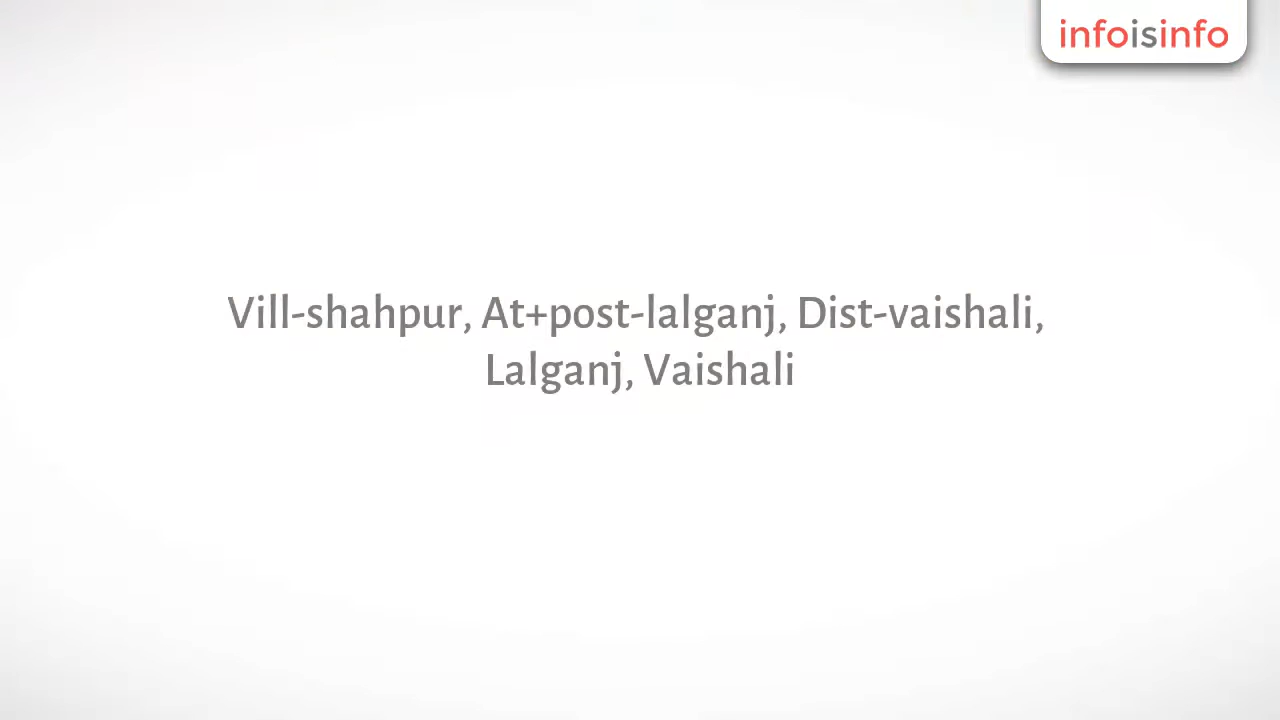 infoisinfo
Vill-shahpur, At+post-lalganj, Dist-vaishali,
Lalganj, Vaishali